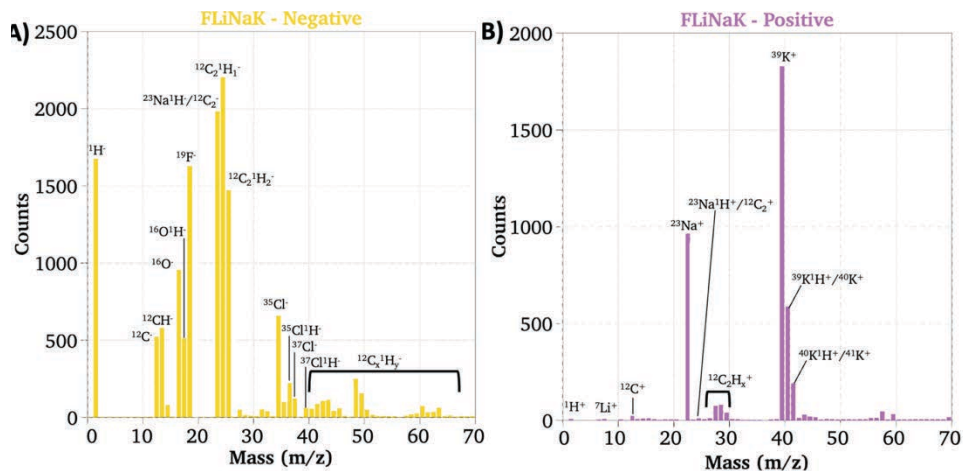 A)
FLiNaK - Negative
Counts
2500
2000
1500
1000
500
0
¹H⁻
¹²C⁻
¹²CH⁻
¹⁶O⁻
¹⁶O¹H⁻
¹⁹F⁻
²³Na¹H⁻/¹²C₂⁻
¹²C₂¹H₁⁻
¹²C₂¹H₂⁻
³⁵Cl⁻
³⁵Cl¹H⁻
³⁷Cl⁻
³⁷Cl¹H⁻
¹²Cₓ¹Hᵧ⁻
0 10 20 30 40 50 60 70
Mass (m/z)
B)
FLiNaK - Positive
Counts
2000
1500
1000
500
0
¹H⁺
⁷Li⁺
¹²C⁺
²³Na⁺
²³Na¹H⁺/¹²C₂⁺
¹²C₂Hₓ⁺
³⁹K⁺
³⁹K¹H⁺/⁴⁰K⁺
⁴⁰K¹H⁺/⁴¹K⁺
0 10 20 30 40 50 60 70
Mass (m/z)